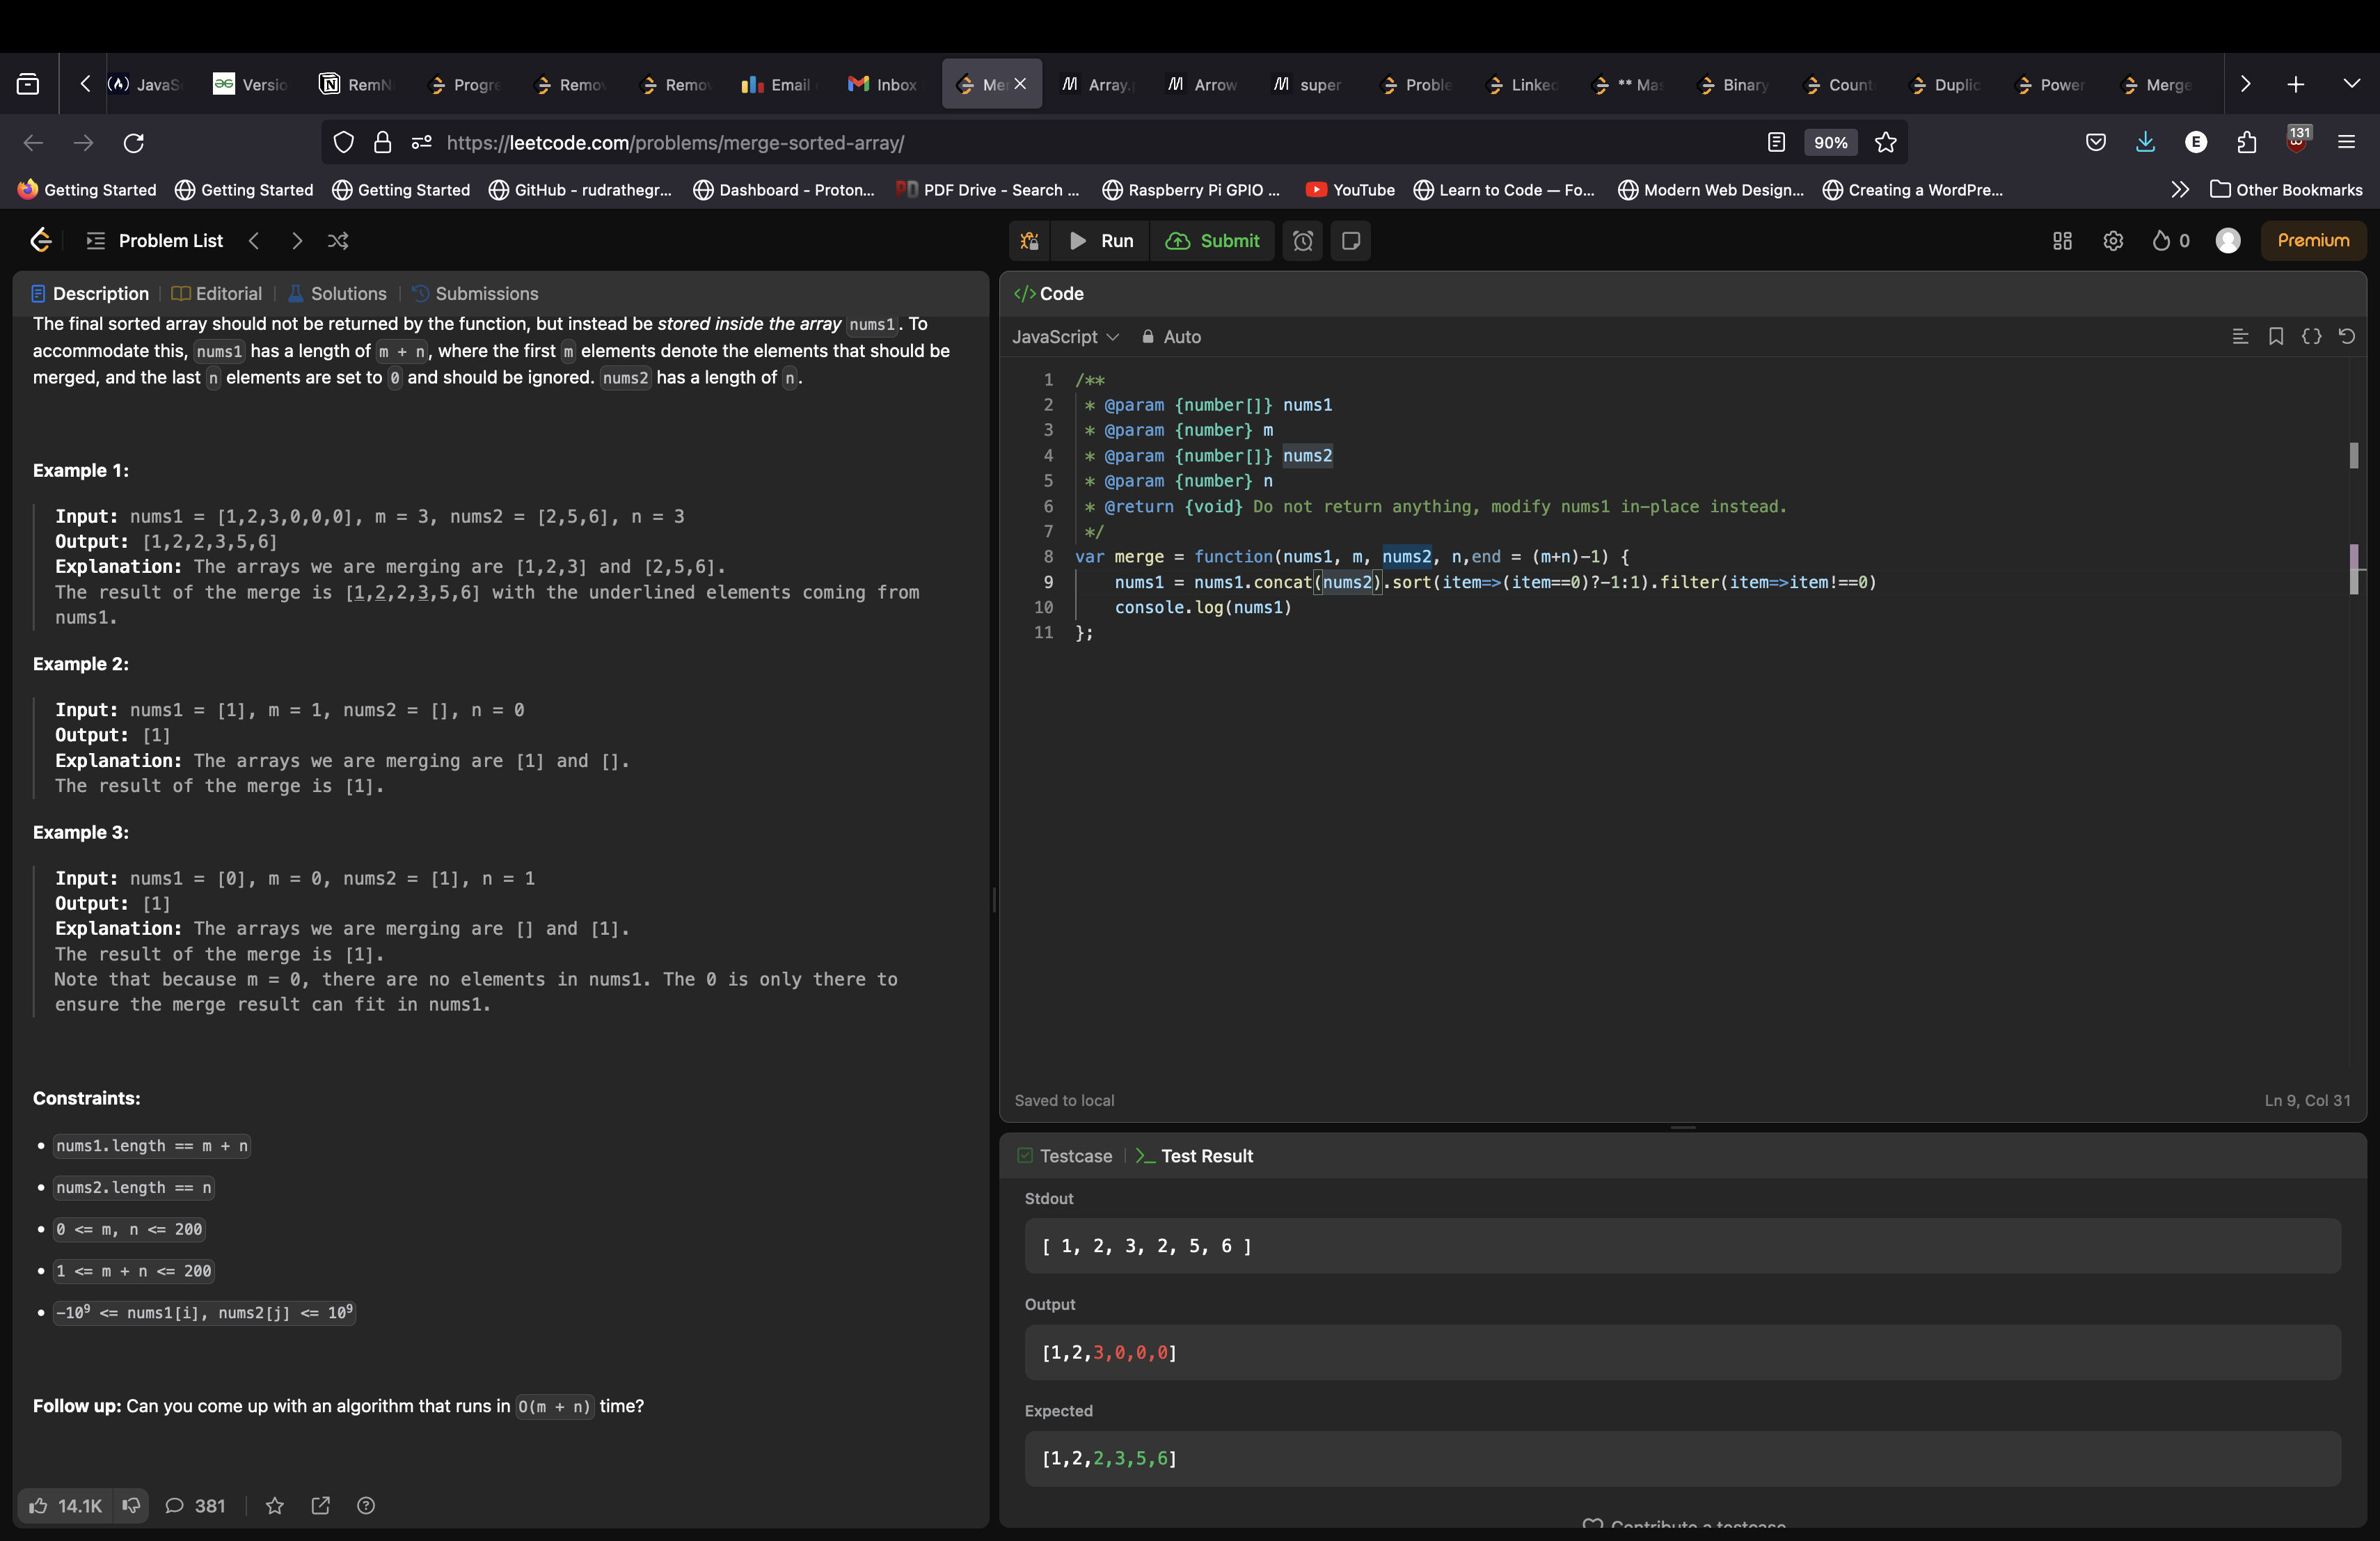 JavaS
Versio
RemN
Progre
Remov
Remov
Email
Inbox
Me
Array.
Arrow
super
Proble
Linked
** Mas
Binary
Count
Duplic
Power
Merge
https://leetcode.com/problems/merge-sorted-array/
90%
E
131
Getting Started
Getting Started
Getting Started
GitHub - rudrathegr...
Dashboard - Proton...
PDF Drive - Search ...
Raspberry Pi GPIO ...
YouTube
Learn to Code — Fo...
Modern Web Design...
Creating a WordPre...
Other Bookmarks
Problem List
Run
Submit
0
Premium
Description
Editorial
Solutions
Submissions
The final sorted array should not be returned by the function, but instead be stored inside the array nums1. To
accommodate this, nums1 has a length of m + n, where the first m elements denote the elements that should be
merged, and the last n elements are set to 0 and should be ignored. nums2 has a length of n.
Example 1:
Input: nums1 = [1,2,3,0,0,0], m = 3, nums2 = [2,5,6], n = 3
Output: [1,2,2,3,5,6]
Explanation: The arrays we are merging are [1,2,3] and [2,5,6].
The result of the merge is [1,2,2,3,5,6] with the underlined elements coming from
nums1.
Example 2:
Input: nums1 = [1], m = 1, nums2 = [], n = 0
Output: [1]
Explanation: The arrays we are merging are [1] and [].
The result of the merge is [1].
Example 3:
Input: nums1 = [0], m = 0, nums2 = [1], n = 1
Output: [1]
Explanation: The arrays we are merging are [] and [1].
The result of the merge is [1].
Note that because m = 0, there are no elements in nums1. The 0 is only there to
ensure the merge result can fit in nums1.
Constraints:
• nums1.length == m + n
• nums2.length == n
• 0 <= m, n <= 200
• 1 <= m + n <= 200
• -10⁹ <= nums1[i], nums2[j] <= 10⁹
Follow up: Can you come up with an algorithm that runs in O(m + n) time?
14.1K
381
</> Code
JavaScript
Auto
1 /**
2 * @param {number[]} nums1
3 * @param {number} m
4 * @param {number[]} nums2
5 * @param {number} n
6 * @return {void} Do not return anything, modify nums1 in-place instead.
7 */
8 var merge = function(nums1, m, nums2, n,end = (m+n)-1) {
9 nums1 = nums1.concat(nums2).sort(item=>(item==0)?-1:1).filter(item=>item!==0)
10 console.log(nums1)
11 };
Saved to local
Ln 9, Col 31
Testcase
Test Result
Stdout
[ 1, 2, 3, 2, 5, 6 ]
Output
[1,2,3,0,0,0]
Expected
[1,2,2,3,5,6]
Contribute a testcase